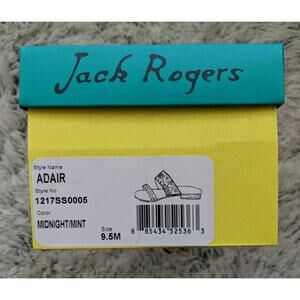 Jack Rogers
Style Name
ADAIR
Style No
1217SS0005
Color
MIDNIGHT/MINT
Size
9.5M
8 85434 52536 3